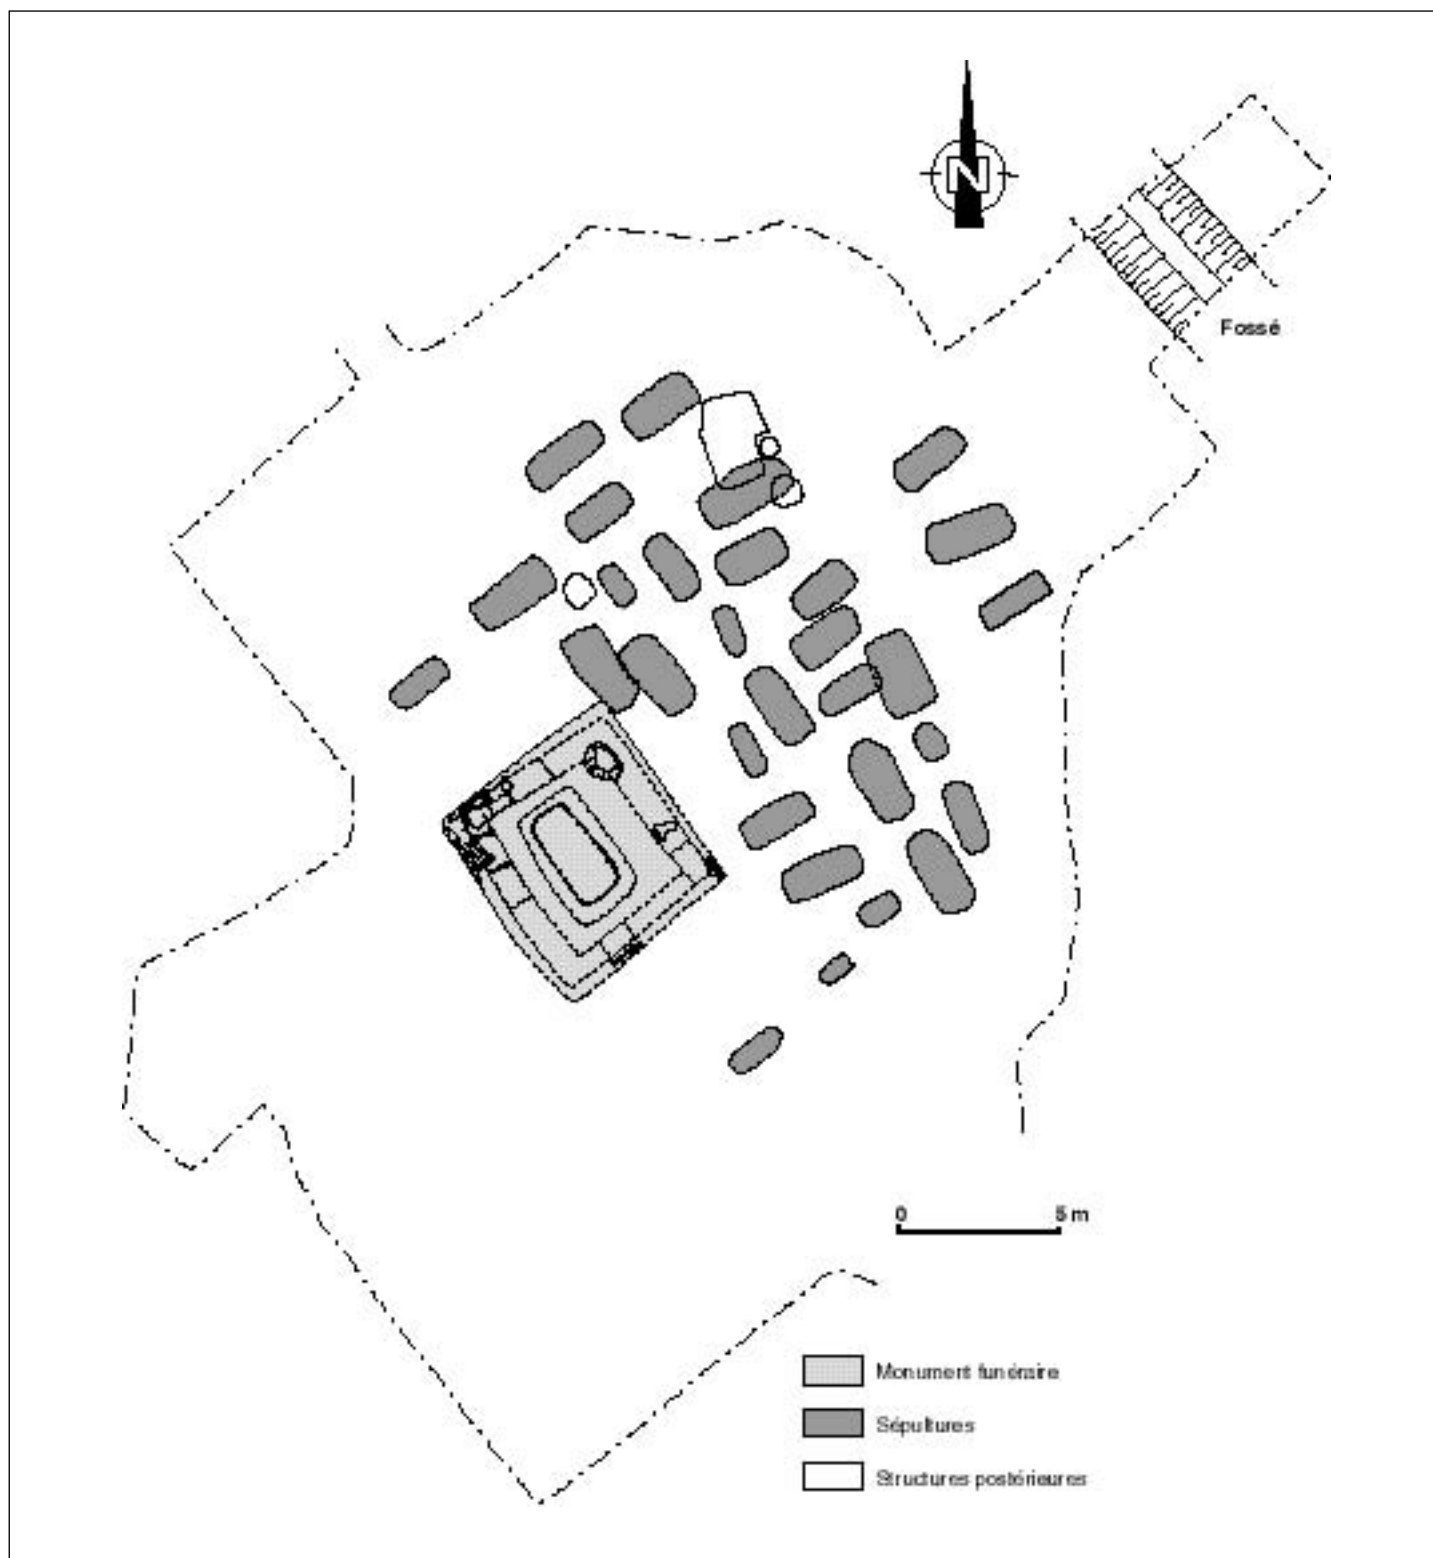 N
Fossé
0 5 m
Monument funéraire
Sépultures
Structures postérieures